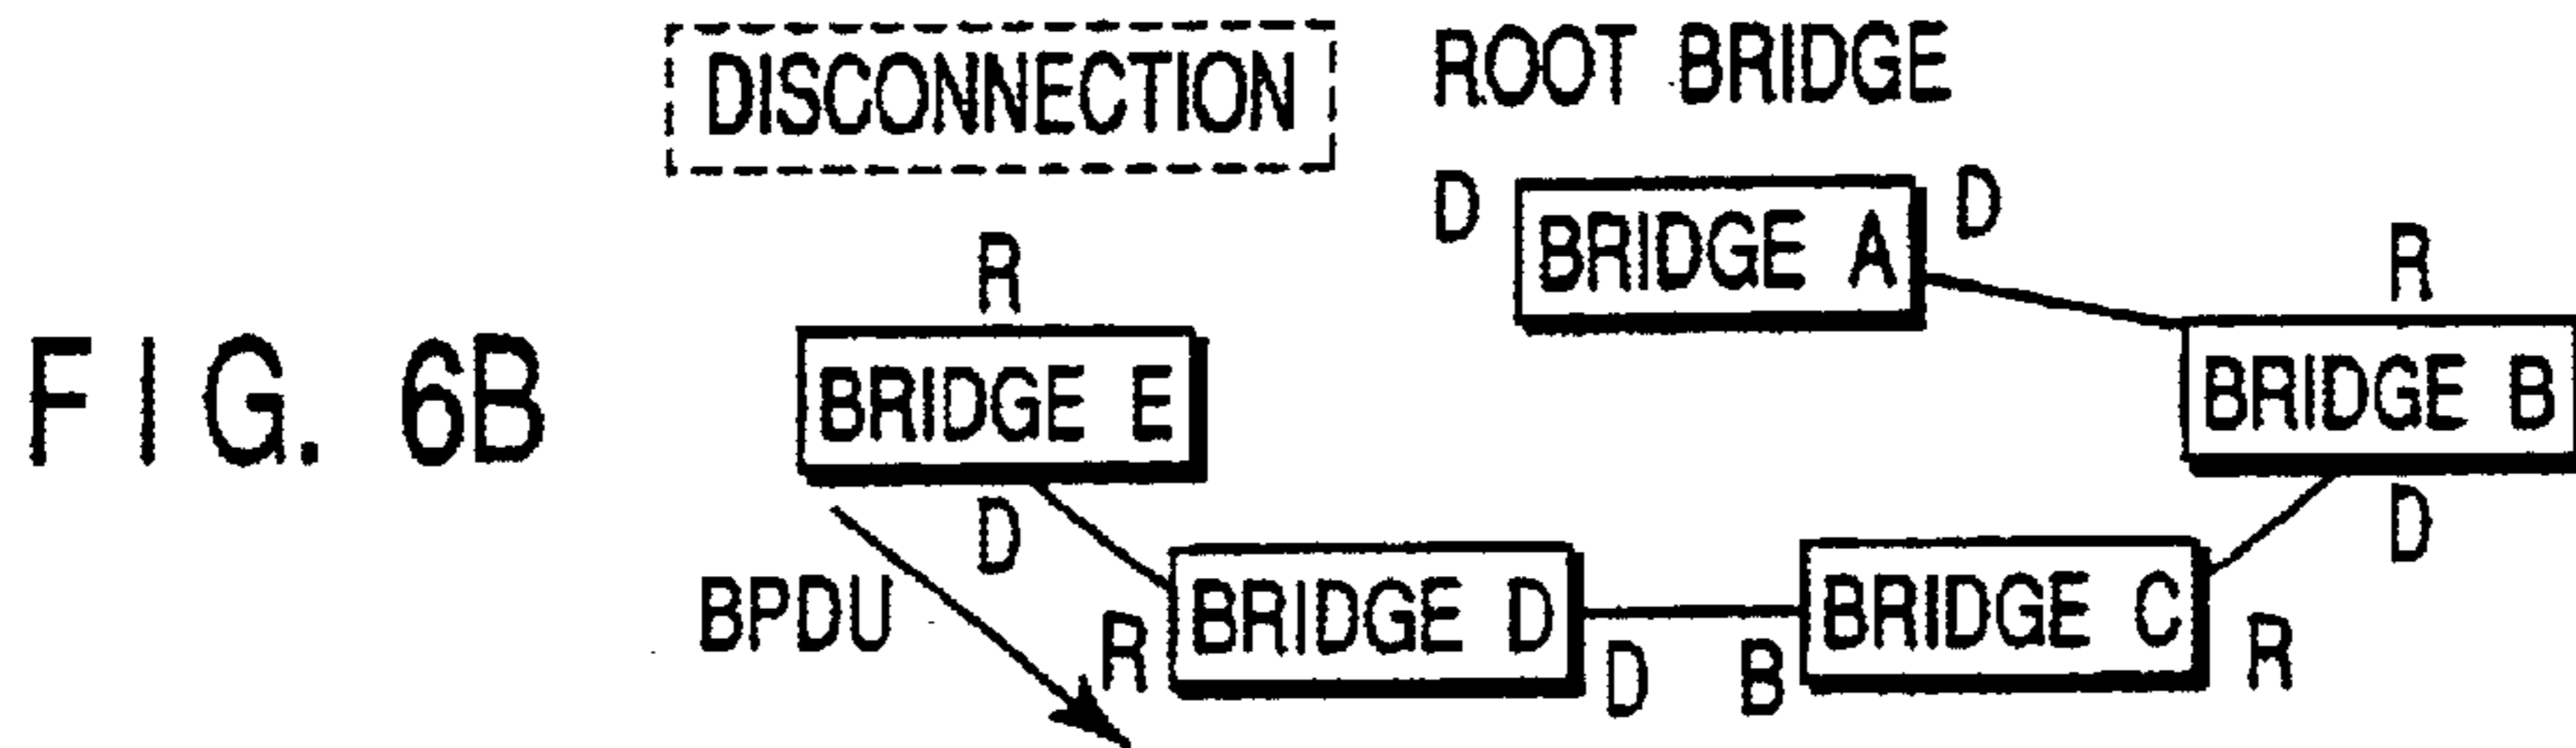 DISCONNECTION
ROOT BRIDGE
D
BRIDGE A
D
R
R
FIG. 6B
BRIDGE E
BRIDGE B
D
D
BPDU
R
BRIDGE D
D
B
BRIDGE C
R